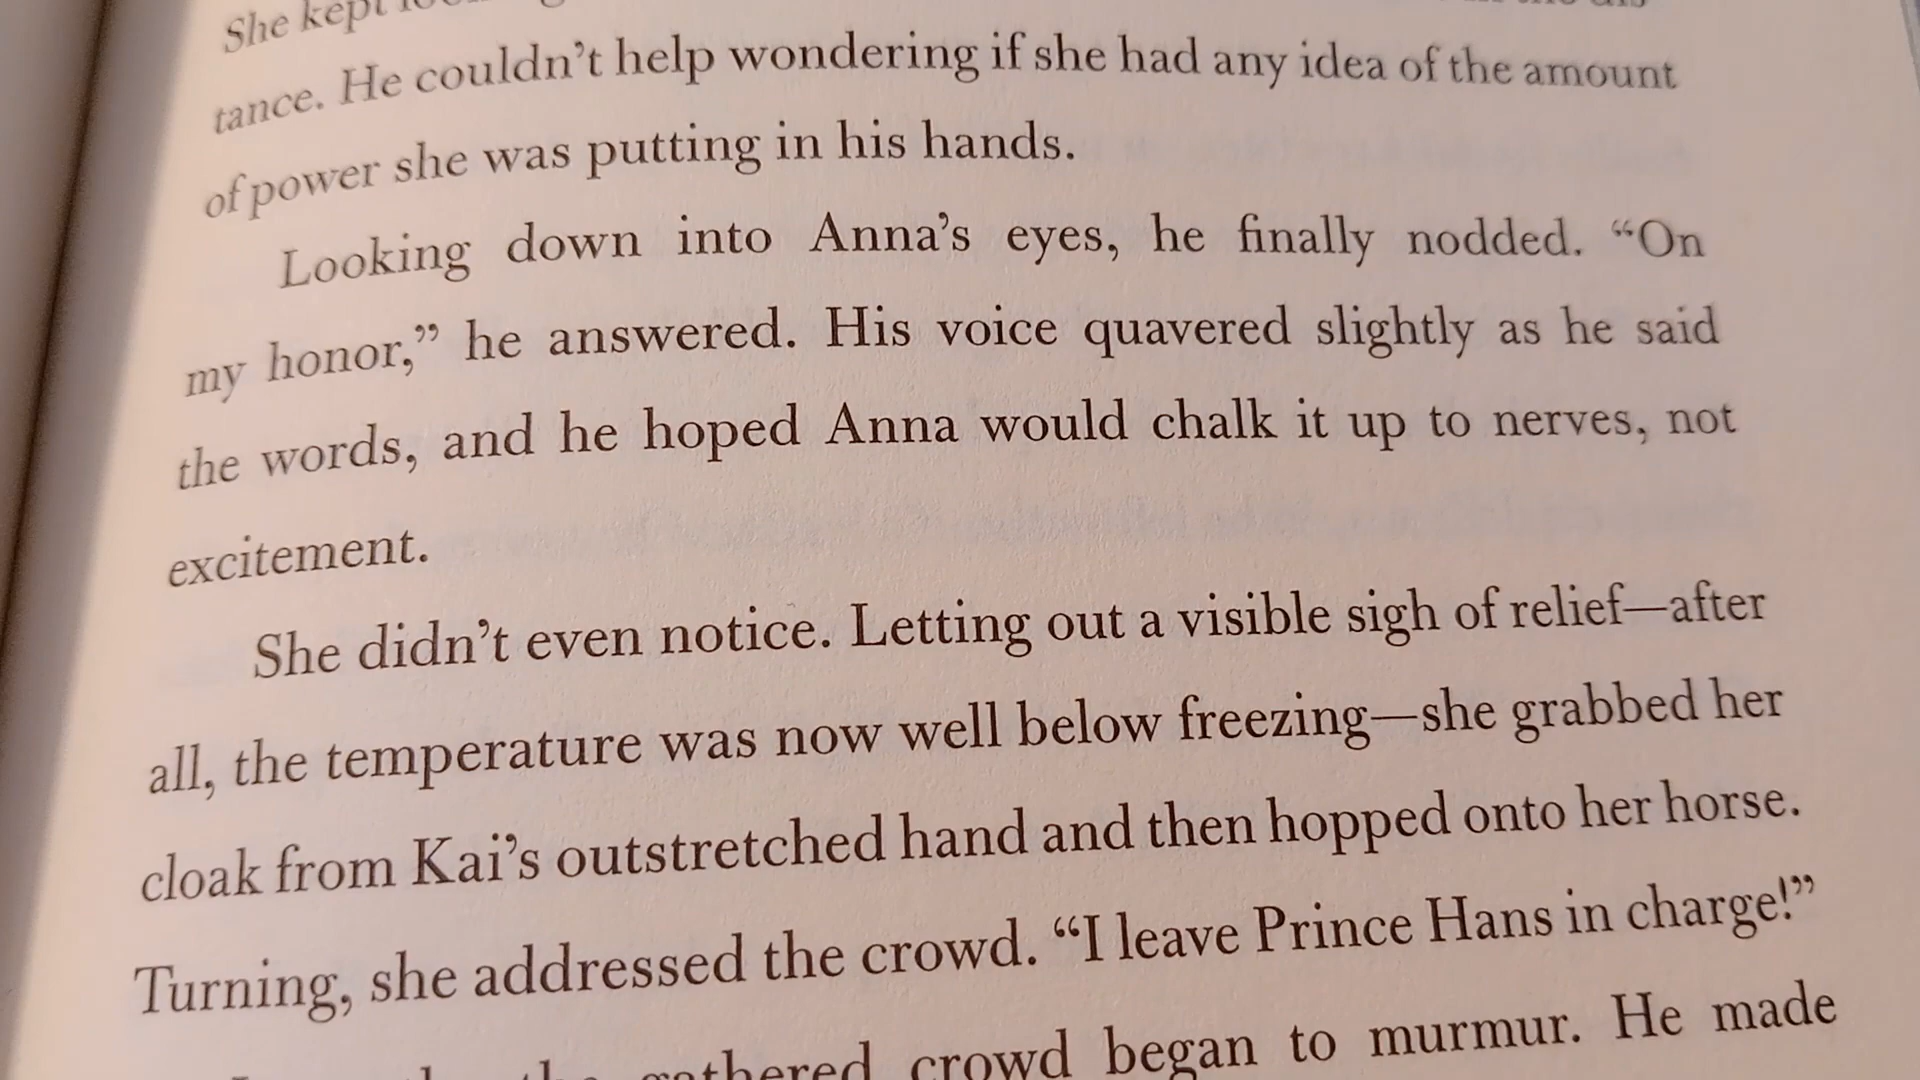 She kept
tance. He couldn’t help wondering if she had any idea of the amount
of power she was putting in his hands.
Looking down into Anna’s eyes, he finally nodded. “On
my honor,” he answered. His voice quavered slightly as he said
the words, and he hoped Anna would chalk it up to nerves, not
excitement.
She didn’t even notice. Letting out a visible sigh of relief—after
all, the temperature was now well below freezing—she grabbed her
cloak from Kai’s outstretched hand and then hopped onto her horse.
Turning, she addressed the crowd. “I leave Prince Hans in charge!”
gathered crowd began to murmur. He made